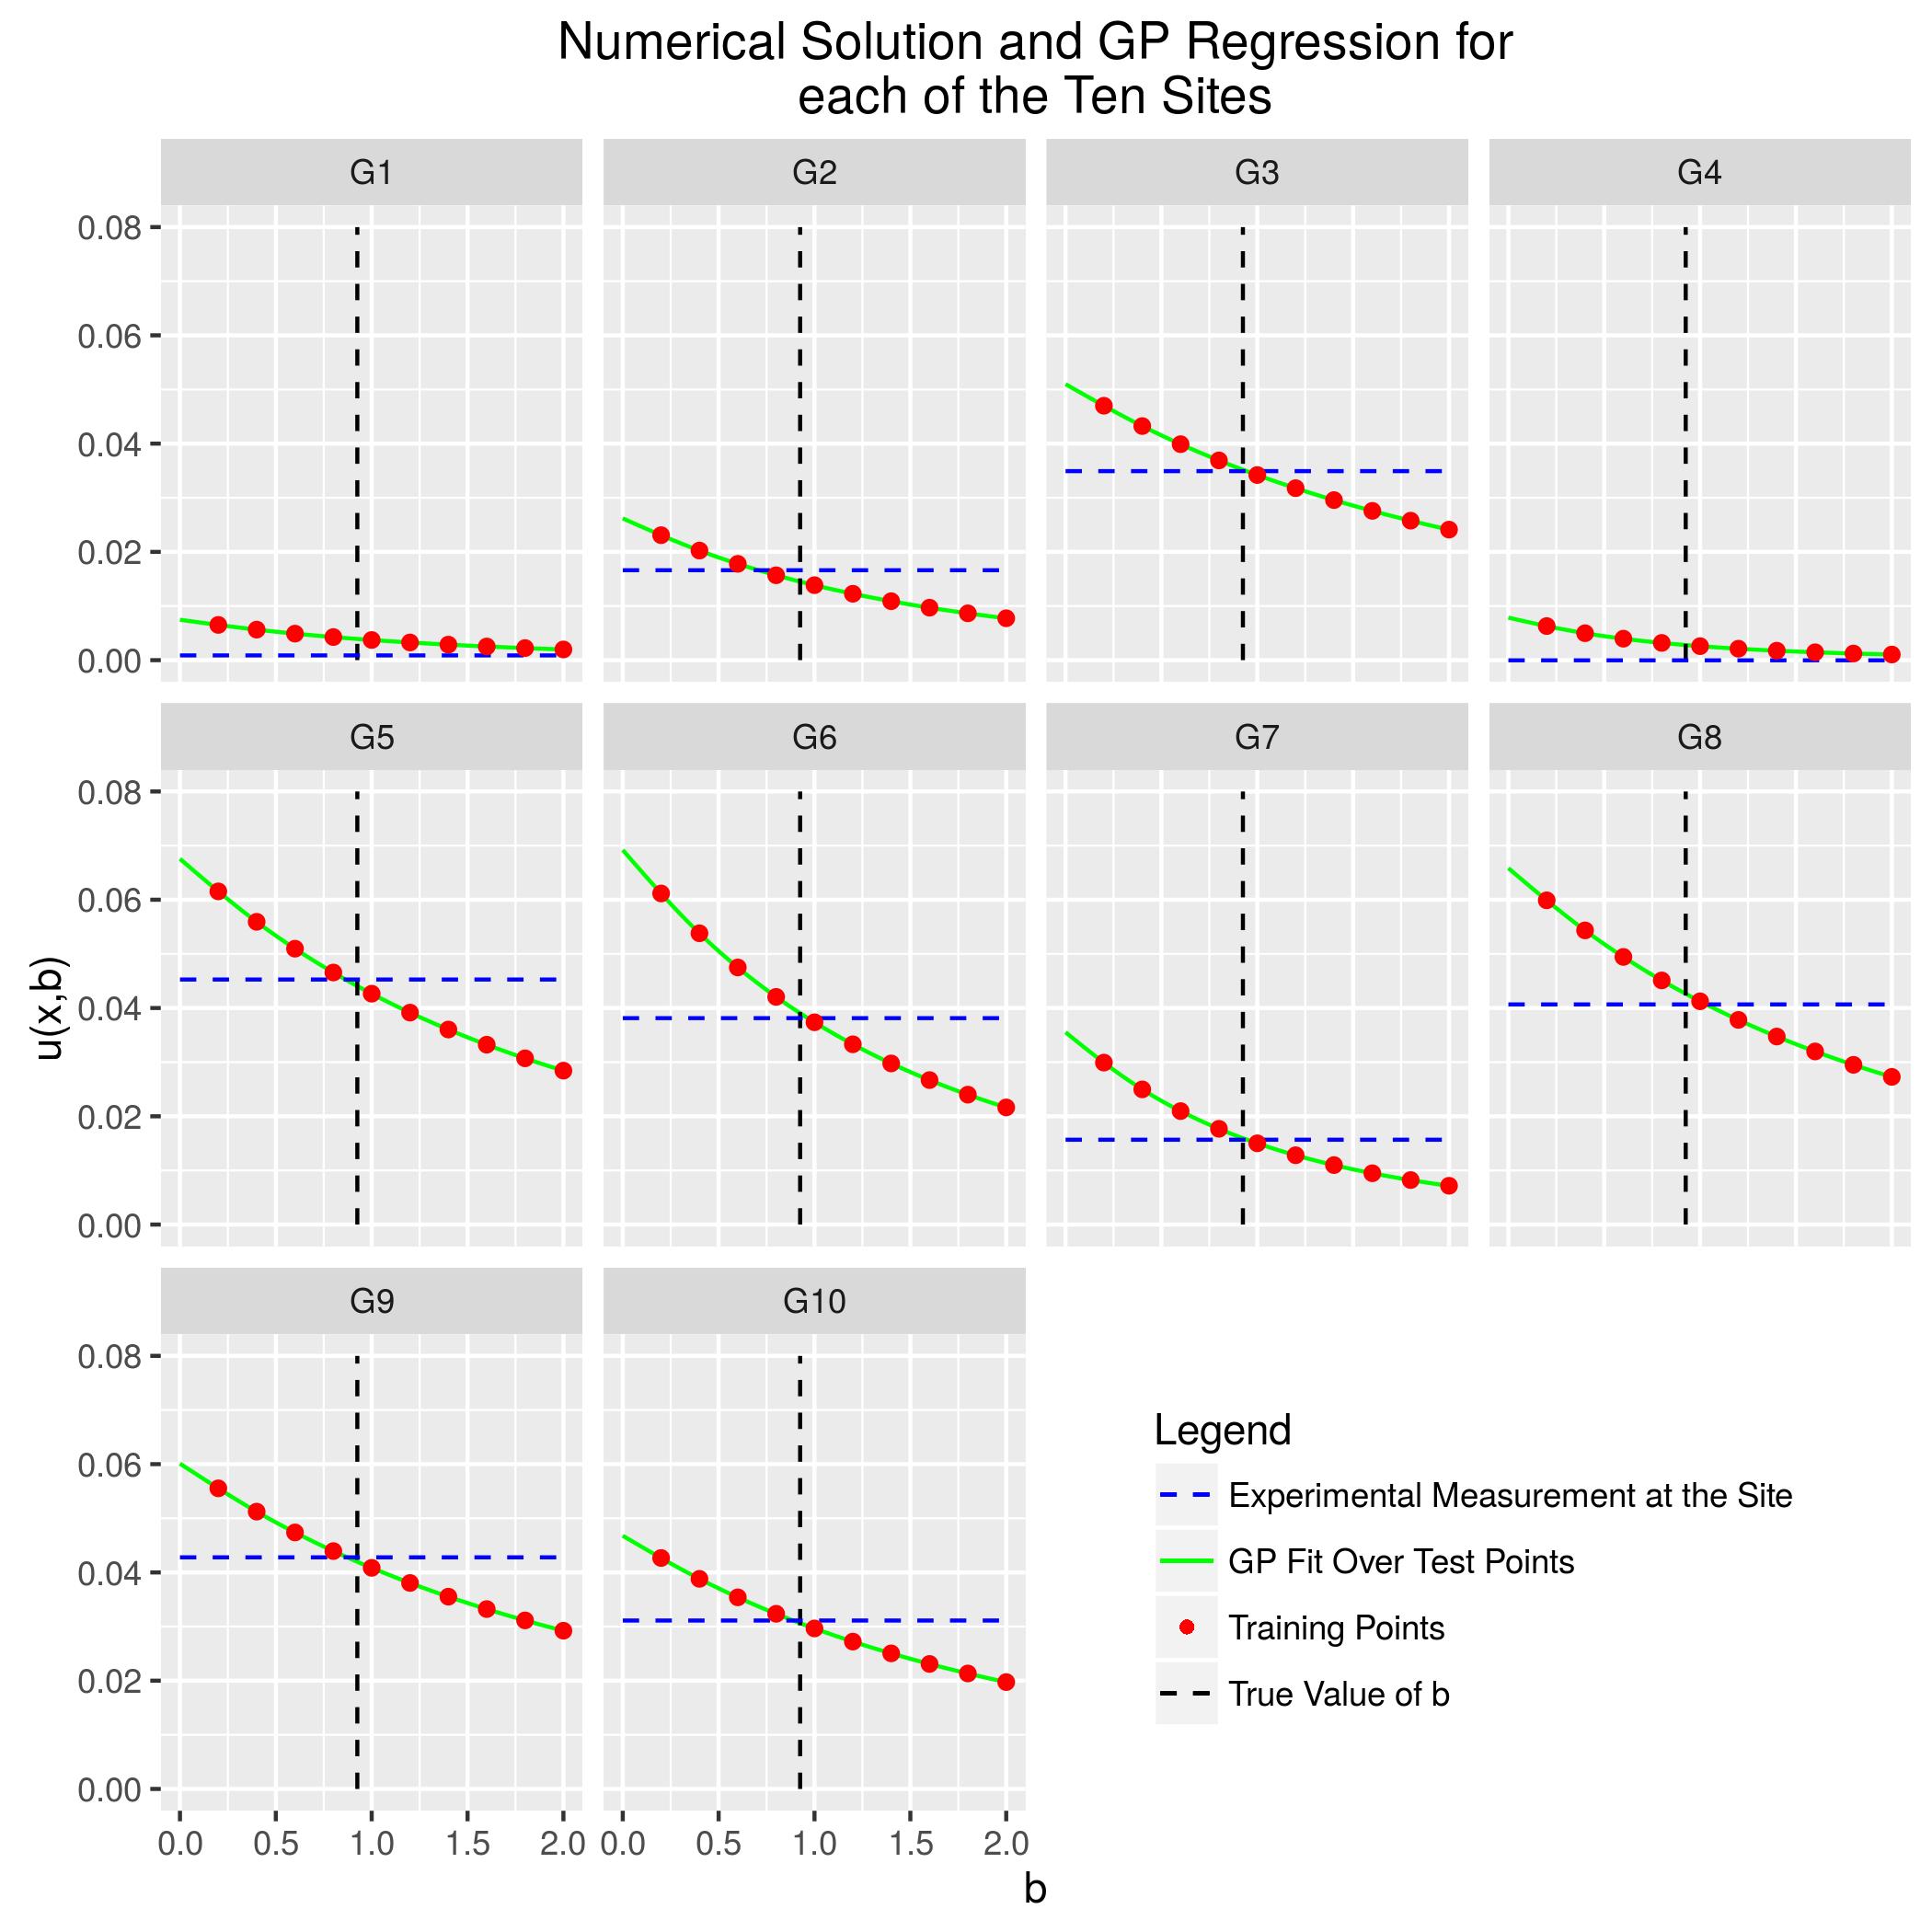 Numerical Solution and GP Regression for
each of the Ten Sites
G1 G2 G3 G4
0.08
0.06
0.04
0.02
0.00
G5 G6 G7 G8
0.08
0.06
0.04
0.02
0.00
u(x,b)
G9 G10
0.08
0.06
0.04
0.02
0.00
0.0 0.5 1.0 1.5 2.0 0.0 0.5 1.0 1.5 2.0
b
Legend
Experimental Measurement at the Site
GP Fit Over Test Points
Training Points
True Value of b